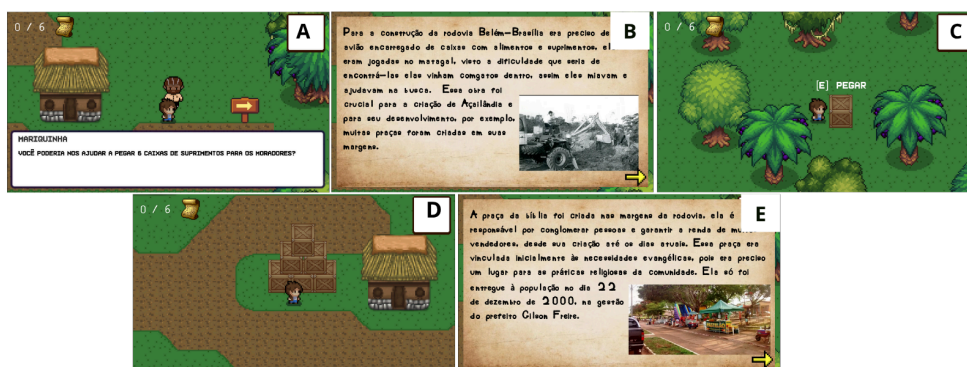 0 / 6
A
MARIQUINHA
VOCÊ PODERIA NOS AJUDAR A PEGAR 6 CAIXAS DE SUPRIMENTOS PARA OS MORADORES?
B
Para a construção da rodovia Belém-Brasília era preciso de
avião encarregado de caixas com alimentos e suprimentos, el
eram jogadas no matagal, visto a dificuldade que seria de
encontrá-las elas vinham comgatos dentro, assim eles miavam e
ajudavam na busca. Essa obra foi
crucial para a criação de Açailândia e
para seu desenvolvimento, por exemplo,
muitas praças foram criadas em suas
margens.
0 / 6
C
[E] PEGAR
0 / 6
D
E
A praça da bíblia foi criada nas margens da rodovia, ela é
responsável por conglomerar pessoas e garantir a renda de mui
vendedores, desde sua criação até os dias atuais. Essa praça era
vinculada inicialmente às necessidades evangélicas, pois era preciso
um lugar para as práticas religiosas da comunidade. Ela só foi
entregue à população no dia 22
de dezembro de 2000, na gestão
do prefeito Gilson Freire.